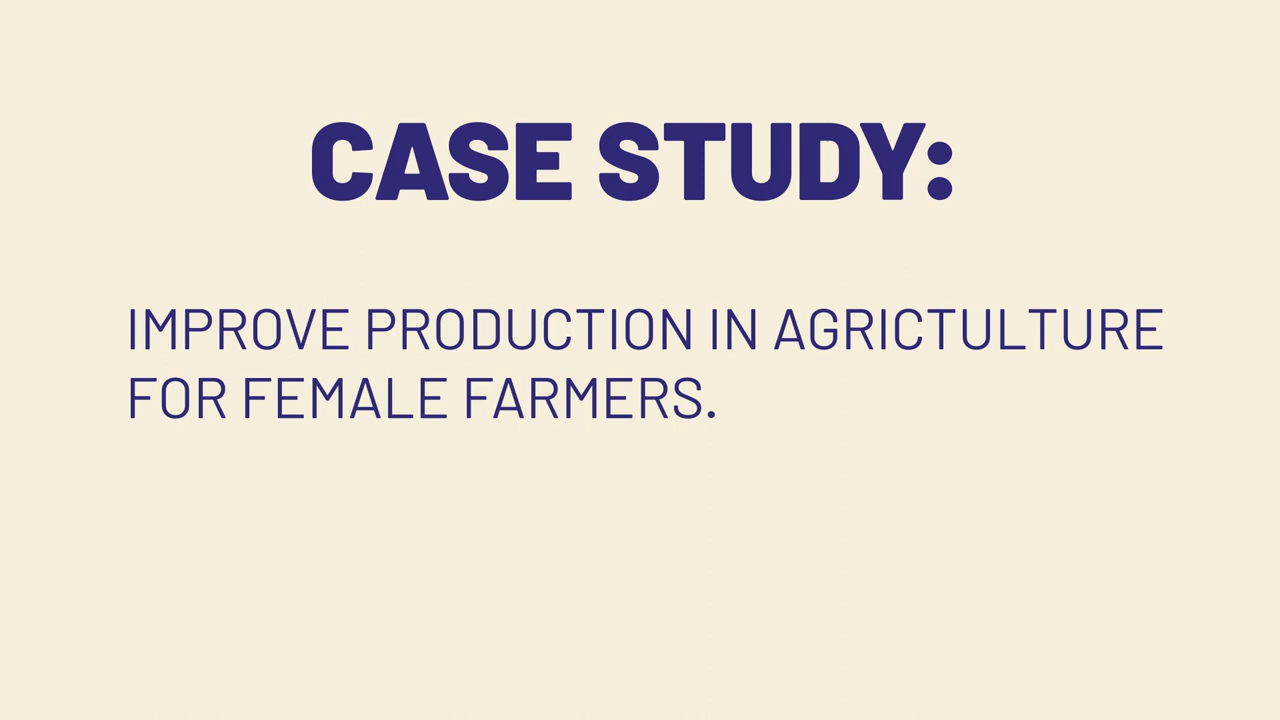 CASE STUDY:
IMPROVE PRODUCTION IN AGRICTULTURE
FOR FEMALE FARMERS.